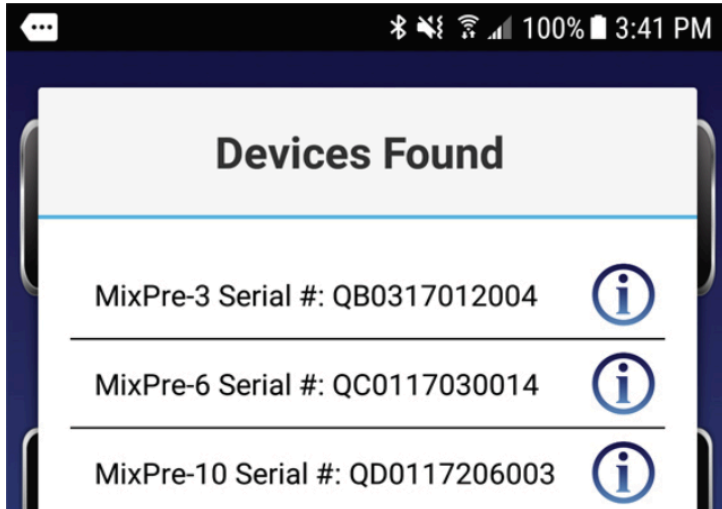 100% 3:41 PM
Devices Found
MixPre-3 Serial #: QB0317012004
MixPre-6 Serial #: QC0117030014
MixPre-10 Serial #: QD0117206003